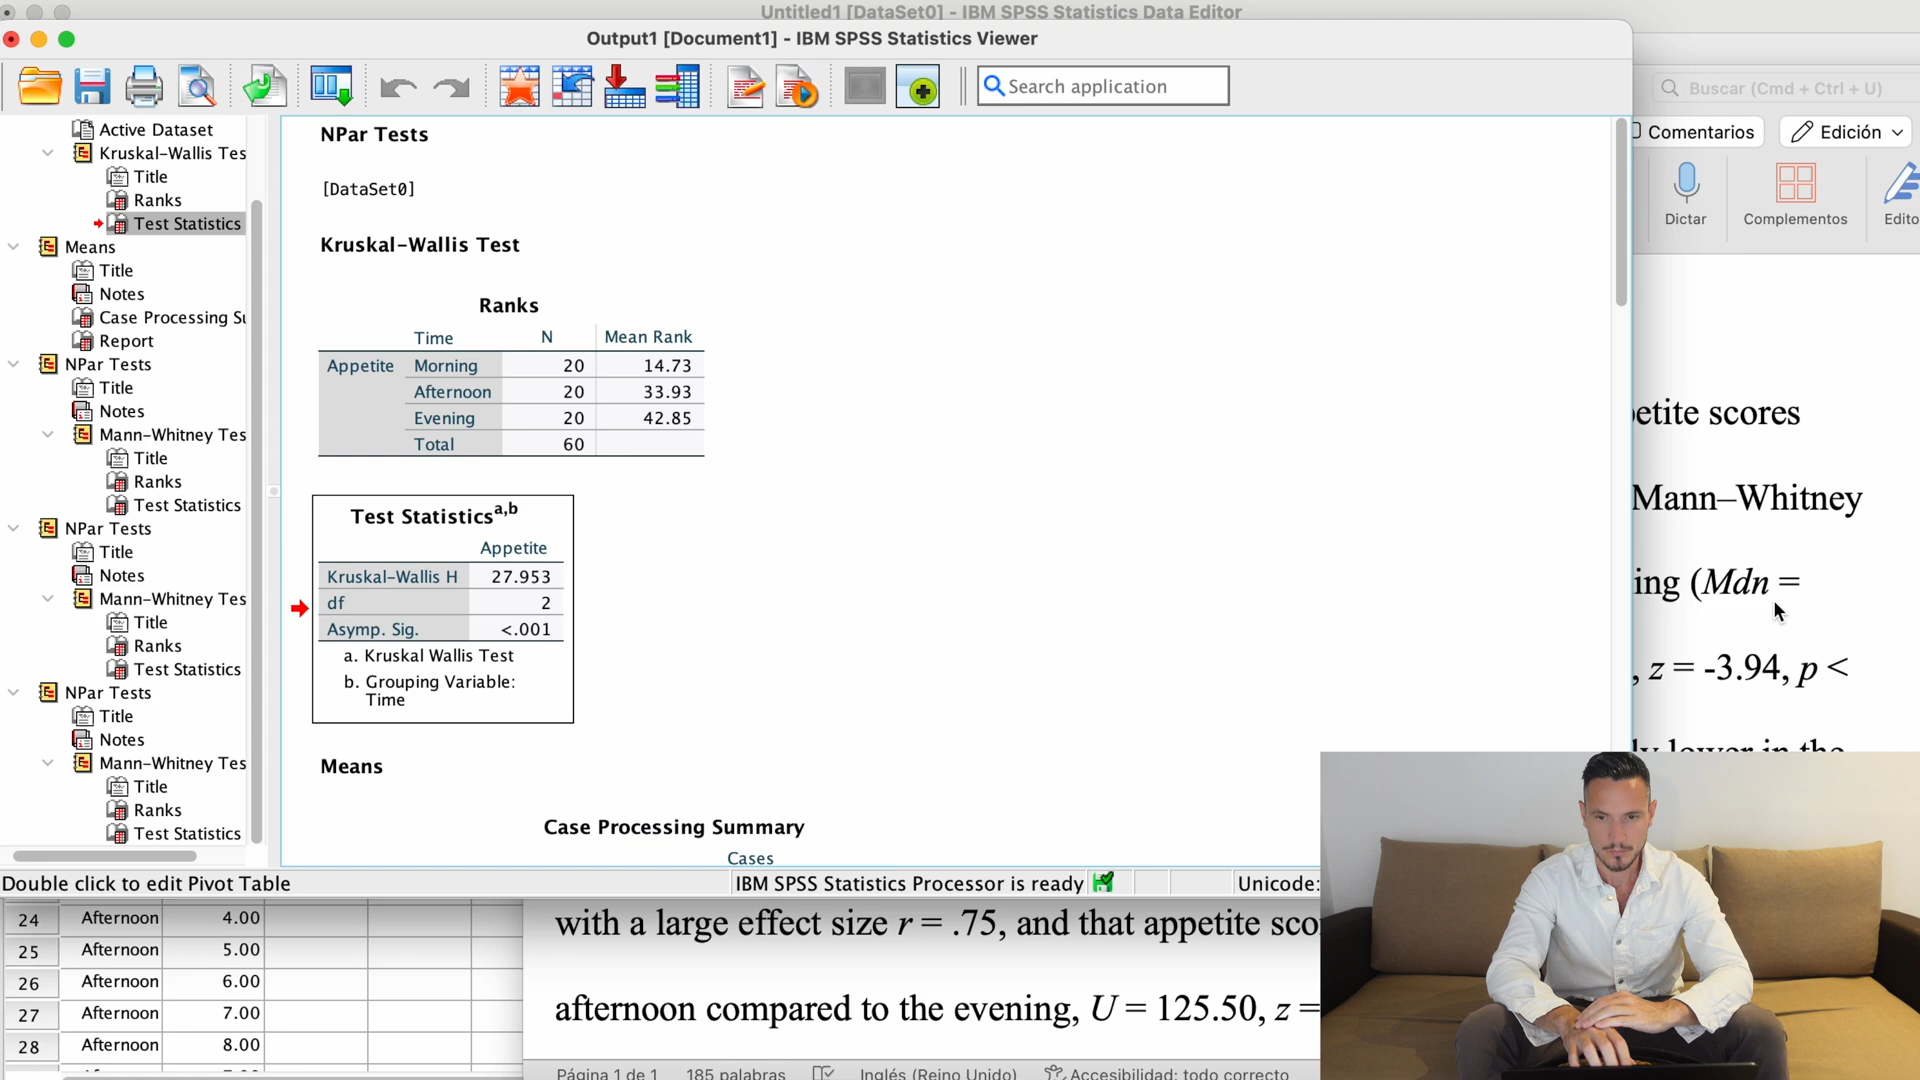 Untitled1 [DataSet0] - IBM SPSS Statistics Data Editor
Output1 [Document1] - IBM SPSS Statistics Viewer
Search application
Buscar (Cmd + Ctrl + U)
Comentarios
Edición
Dictar
Complementos
Edito
Active Dataset
Kruskal-Wallis Tes
Title
Ranks
Test Statistics
Means
Title
Notes
Case Processing Su
Report
NPar Tests
Title
Notes
Mann-Whitney Tes
Title
Ranks
Test Statistics
NPar Tests
Title
Notes
Mann-Whitney Tes
Title
Ranks
Test Statistics
NPar Tests
Title
Notes
Mann-Whitney Tes
Title
Ranks
Test Statistics
NPar Tests
[DataSet0]
Kruskal-Wallis Test
Ranks
Time N Mean Rank
Appetite Morning 20 14.73
Afternoon 20 33.93
Evening 20 42.85
Total 60
Test Statistics a,b
Appetite
Kruskal-Wallis H 27.953
df 2
Asymp. Sig. <.001
a. Kruskal Wallis Test
b. Grouping Variable:
Time
Means
Case Processing Summary
Cases
etite scores
Mann–Whitney
ing (Mdn =
, z = -3.94, p <
ly lower in the
Double click to edit Pivot Table
IBM SPSS Statistics Processor is ready
Unicode:
24 Afternoon 4.00
25 Afternoon 5.00
26 Afternoon 6.00
27 Afternoon 7.00
28 Afternoon 8.00
with a large effect size r = .75, and that appetite sco
afternoon compared to the evening, U = 125.50, z =
Página 1 de 1 185 palabras Inglés (Reino Unido) Accesibilidad: todo correcto